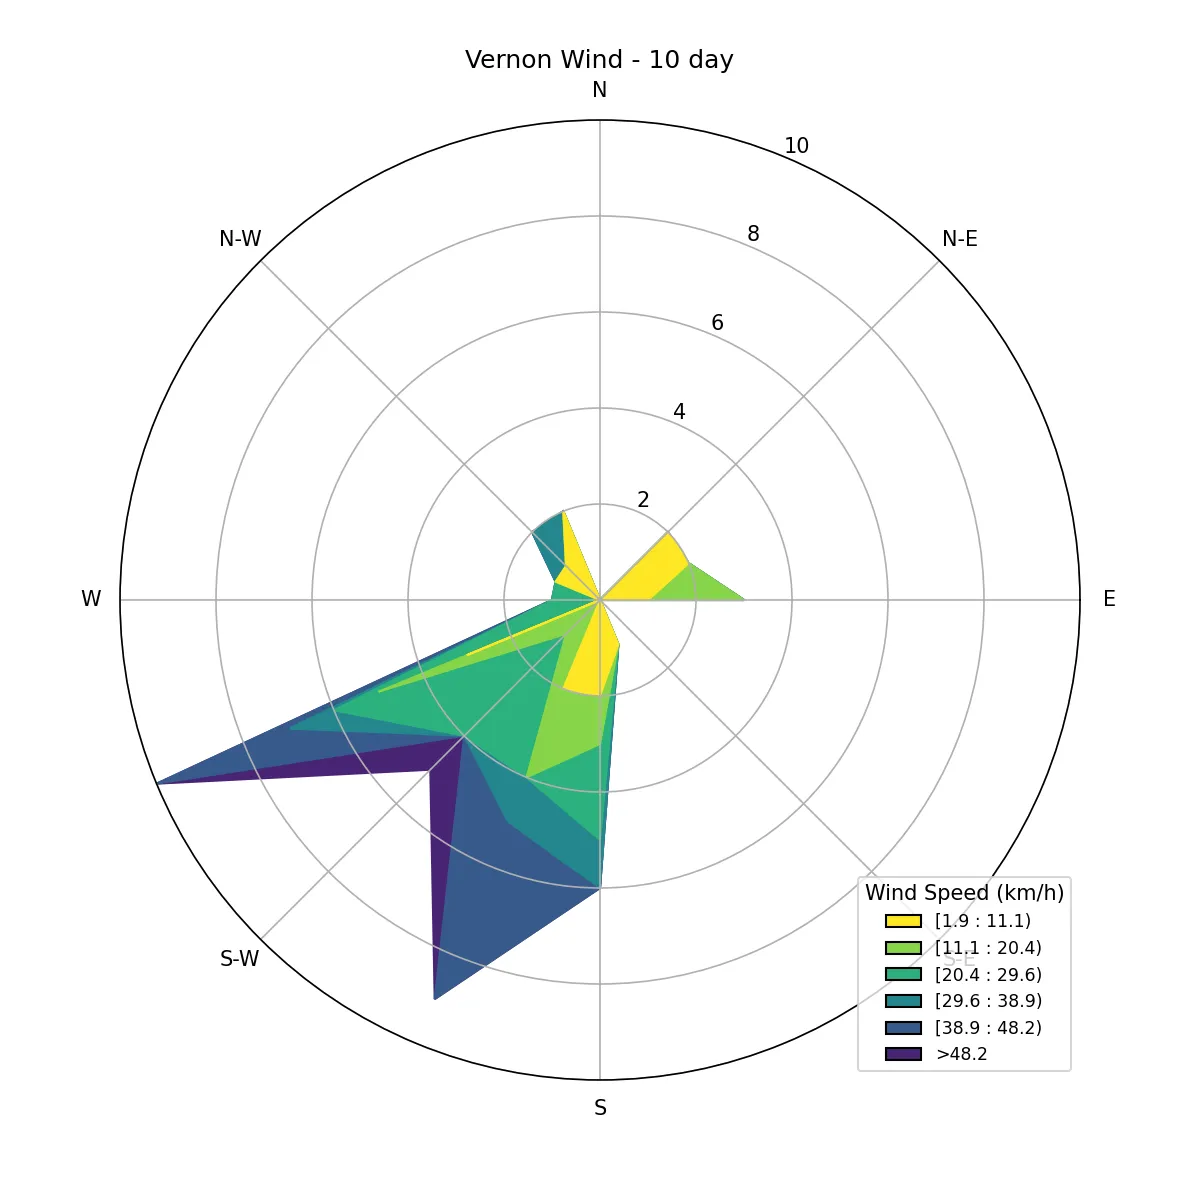 Vernon Wind - 10 day
N
10
N-W
8
N-E
6
4
2
W
E
S-W
S-E
S
Wind Speed (km/h)
[1.9 : 11.1)
[11.1 : 20.4)
[20.4 : 29.6)
[29.6 : 38.9)
[38.9 : 48.2)
>48.2